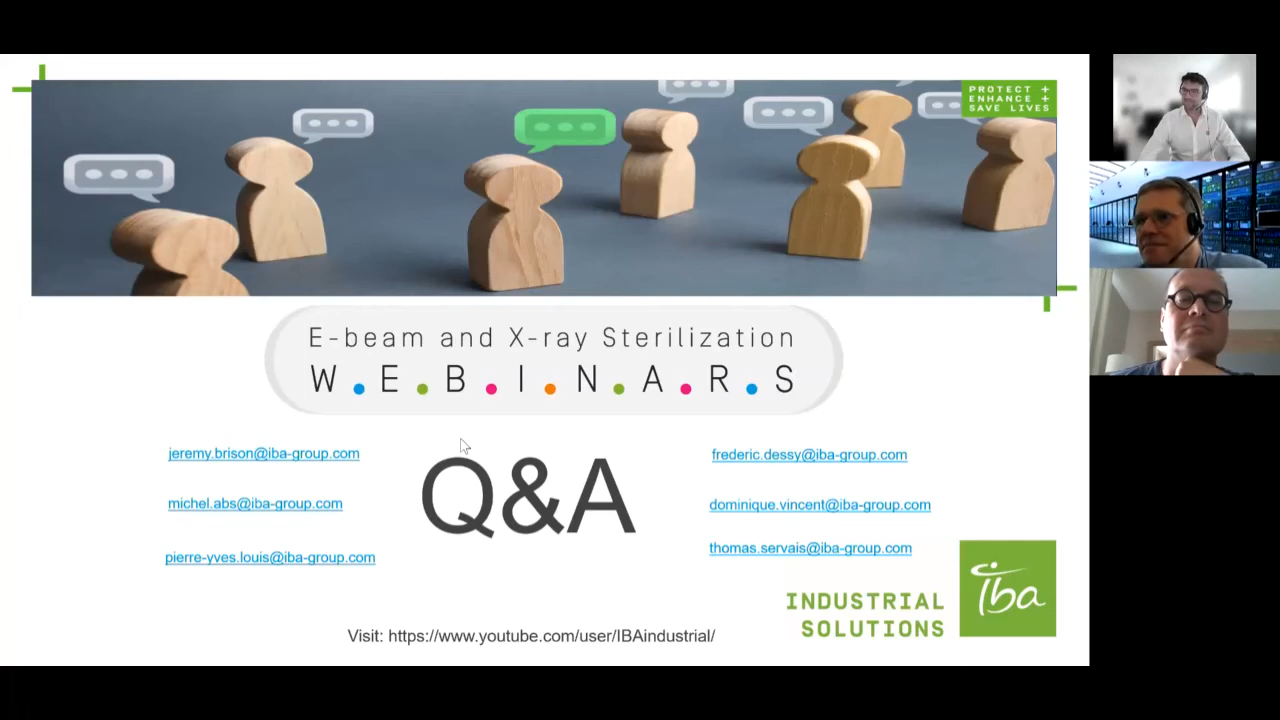 PROTECT +
ENHANCE +
SAVE LIVES
E-beam and X-ray Sterilization
W.E.B.I.N.A.R.S
jeremy.brison@iba-group.com
michel.abs@iba-group.com
pierre-yves.louis@iba-group.com
Q&A
frederic.dessy@iba-group.com
dominique.vincent@iba-group.com
thomas.servais@iba-group.com
INDUSTRIAL
SOLUTIONS
iba
Visit: https://www.youtube.com/user/IBAindustrial/